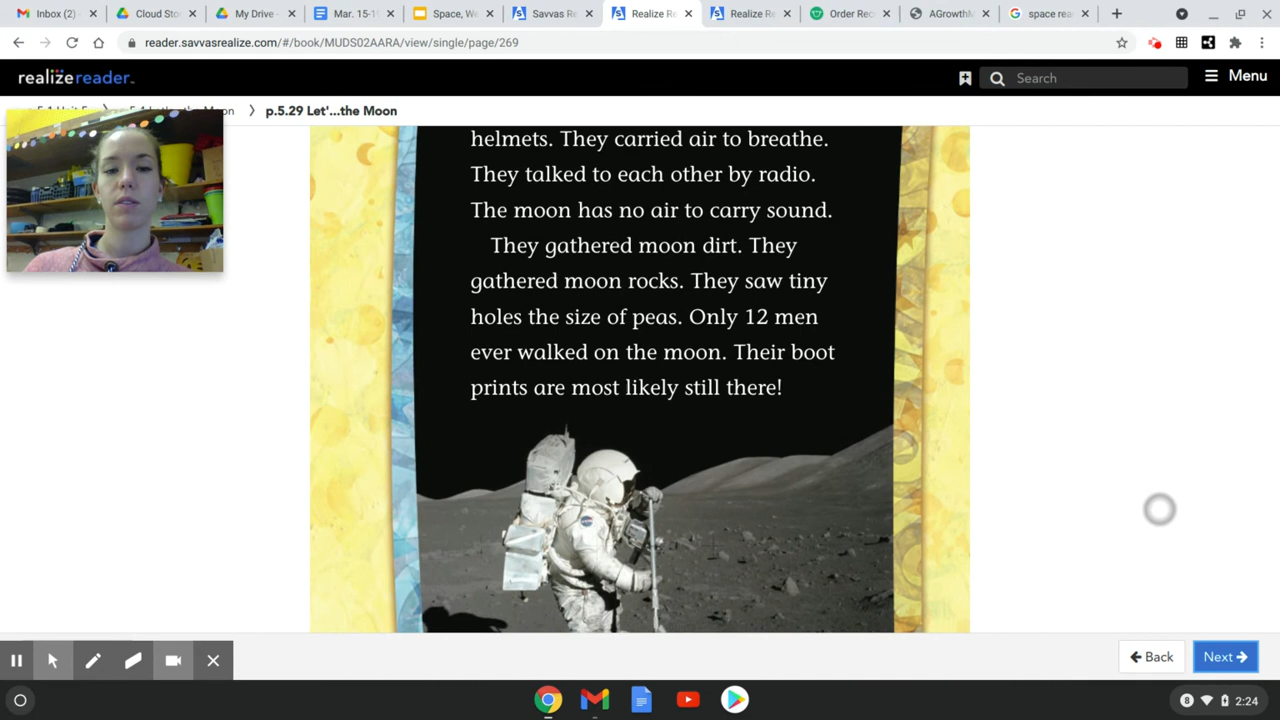 Inbox (2) -
Cloud Sto
My Drive -
Mar. 15-1
Space, We
Savvas Re
Realize Re
Realize Re
Order Rec
AGrowthM
space rea
reader.savvasrealize.com/#/book/MUDS02AARA/view/single/page/269
realizereader
Search
Menu
Moon
p.5.29 Let'...the Moon
helmets. They carried air to breathe.
They talked to each other by radio.
The moon has no air to carry sound.
They gathered moon dirt. They
gathered moon rocks. They saw tiny
holes the size of peas. Only 12 men
ever walked on the moon. Their boot
prints are most likely still there!
Back
Next
8
2:24